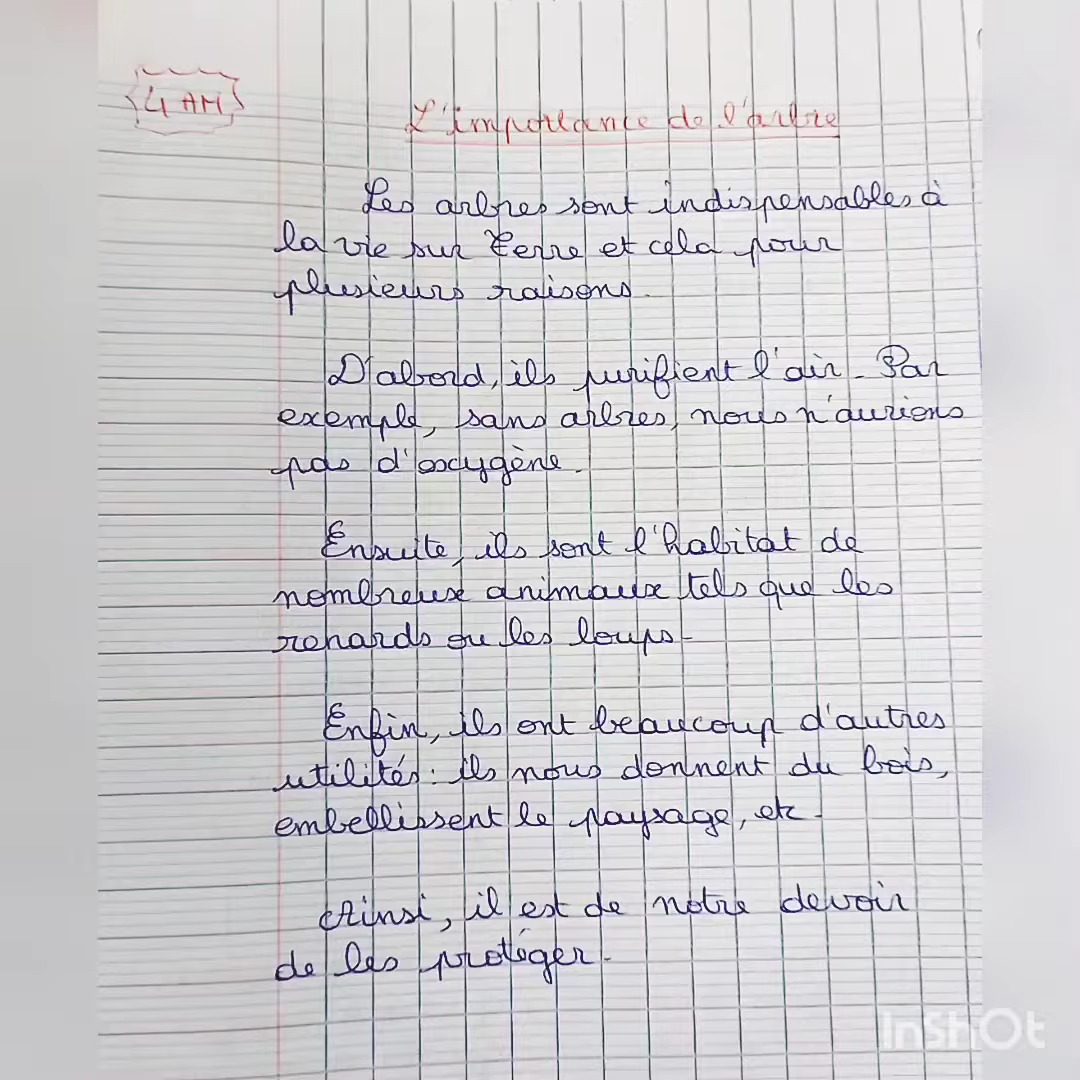 4 AM
L'importance de l'arbre
Les arbres sont indispensables à
la vie sur Terre et cela pour
plusieurs raisons.
D'abord, ils purifient l'air. Par
exemple, sans arbres, nous n'aurions
pas d'oxygène.
Ensuite, ils sont l'habitat de
nombreux animaux tels que les
renards ou les loups.
Enfin, ils ont beaucoup d'autres
utilités : ils nous donnent du bois,
embellissent le paysage, etc.
Ainsi, il est de notre devoir
de les protéger.
InShOt